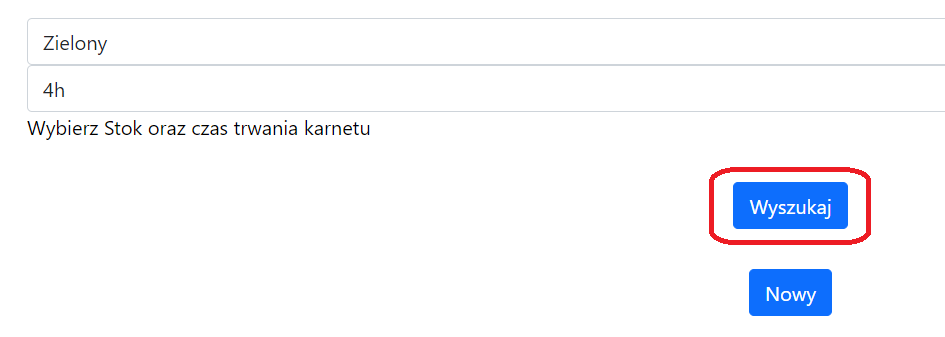 Zielony
4h
Wybierz Stok oraz czas trwania karnetu
Wyszukaj
Nowy